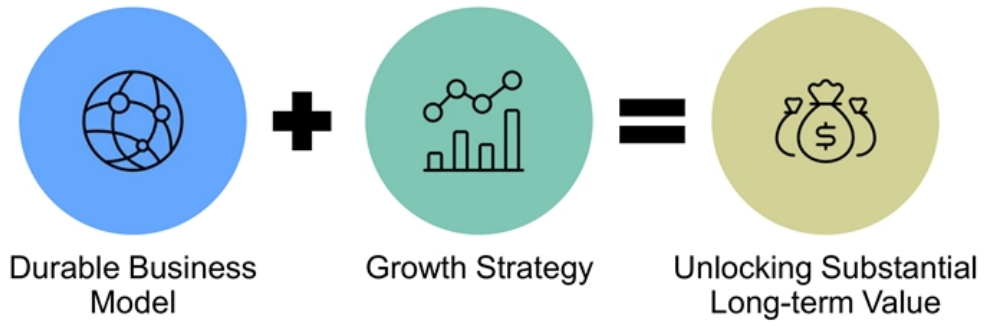 Durable Business
Model
Growth Strategy
Unlocking Substantial
Long-term Value
$